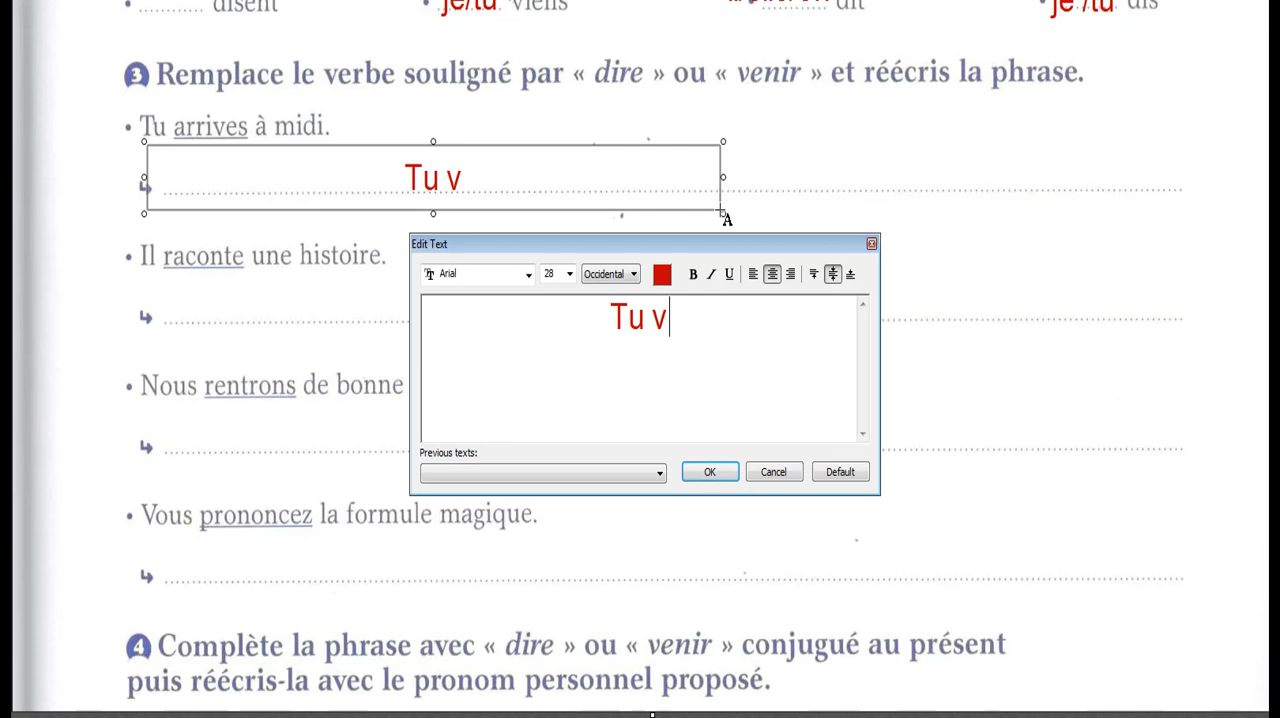 • ........... disent • je/tu viens ........... dit • je /tu dis
3 Remplace le verbe souligné par « dire » ou « venir » et réécris la phrase.
• Tu arrives à midi.
Tu v
A
• Il raconte une histoire.
Edit Text
Arial 28 Occidental B I U
Tu v
• Nous rentrons de bonne
Previous texts:
OK Cancel Default
• Vous prononcez la formule magique.
4 Complète la phrase avec « dire » ou « venir » conjugué au présent
puis réécris-la avec le pronom personnel proposé.